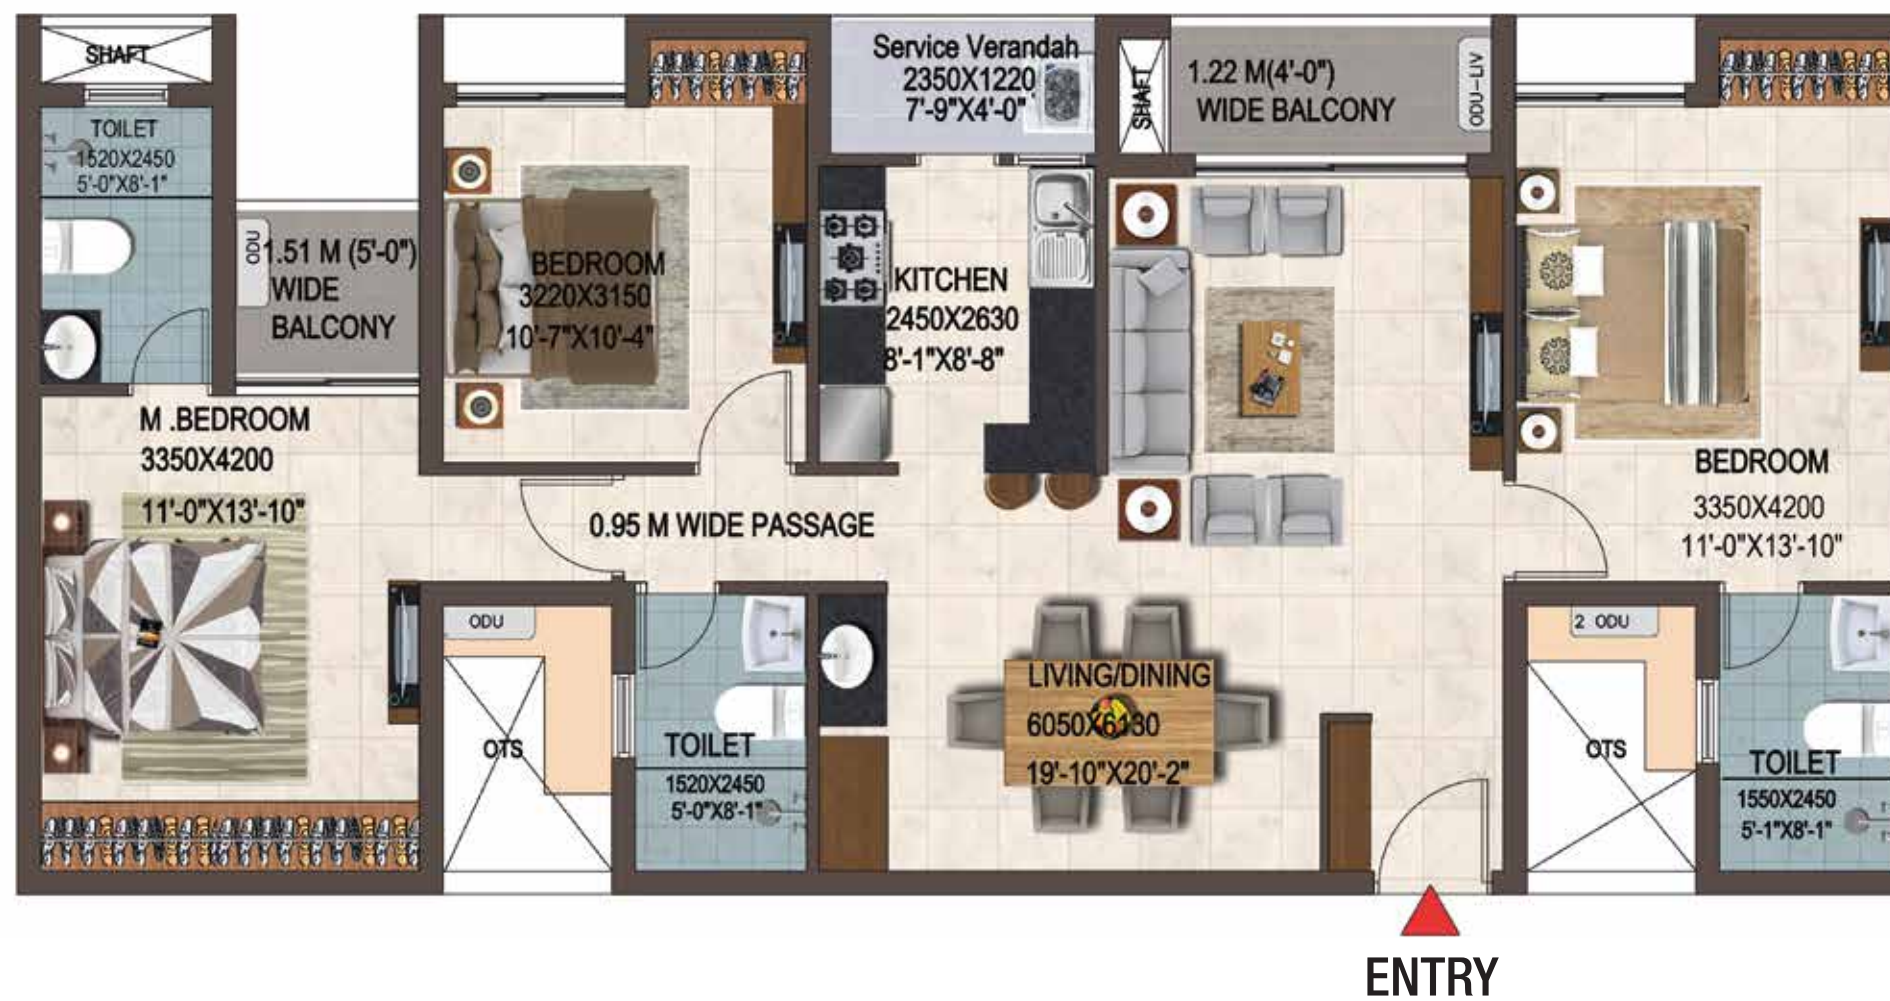 SHAFT
TOILET
1520X2450
5'-0"X8'-1"
ODU
1.51 M (5'-0")
WIDE
BALCONY
M .BEDROOM
3350X4200
11'-0"X13'-10"
BEDROOM
3220X3150
10'-7"X10'-4"
Service Verandah
2350X1220
7'-9"X4'-0"
KITCHEN
2450X2630
8'-1"X8'-8"
SHAFT
1.22 M(4'-0")
WIDE BALCONY
ODU-LIV
BEDROOM
3350X4200
11'-0"X13'-10"
0.95 M WIDE PASSAGE
ODU
OTS
TOILET
1520X2450
5'-0"X8'-1"
LIVING/DINING
6050X6130
19'-10"X20'-2"
2 ODU
OTS
TOILET
1550X2450
5'-1"X8'-1"
ENTRY